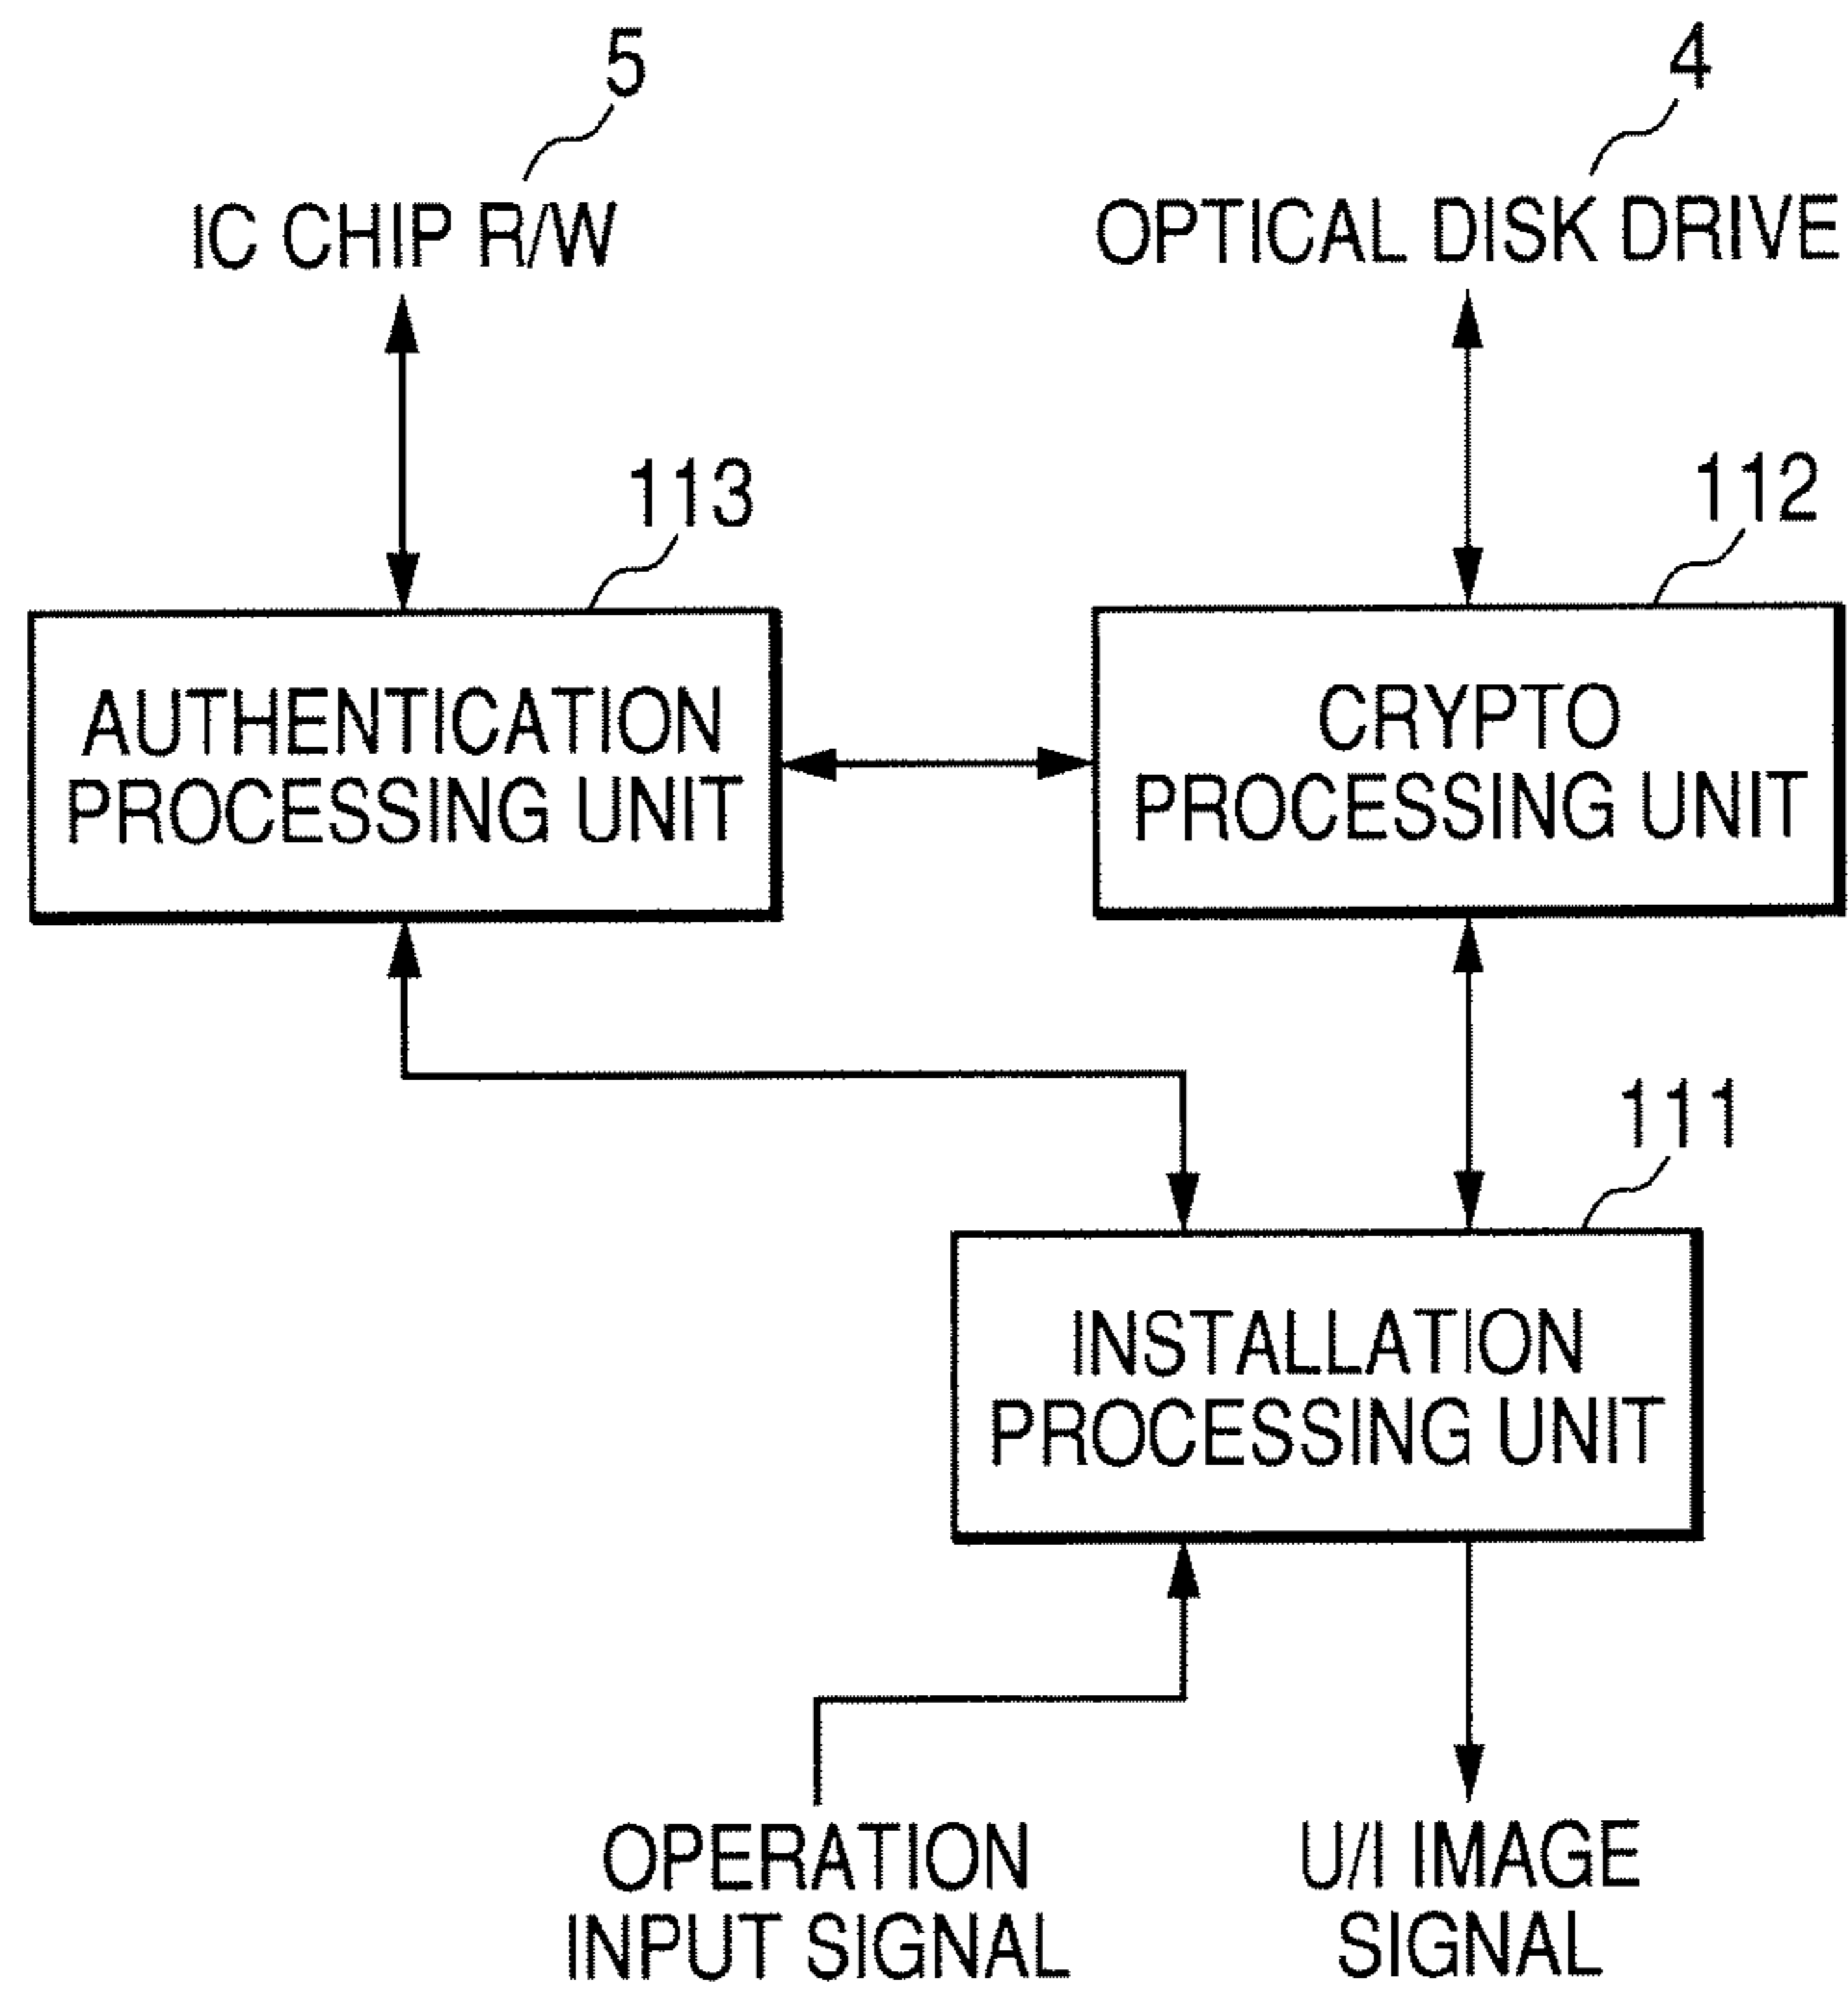 5
4
IC CHIP R/W
OPTICAL DISK DRIVE
113
112
AUTHENTICATION
PROCESSING UNIT
CRYPTO
PROCESSING UNIT
111
INSTALLATION
PROCESSING UNIT
OPERATION
INPUT SIGNAL
U/I IMAGE
SIGNAL